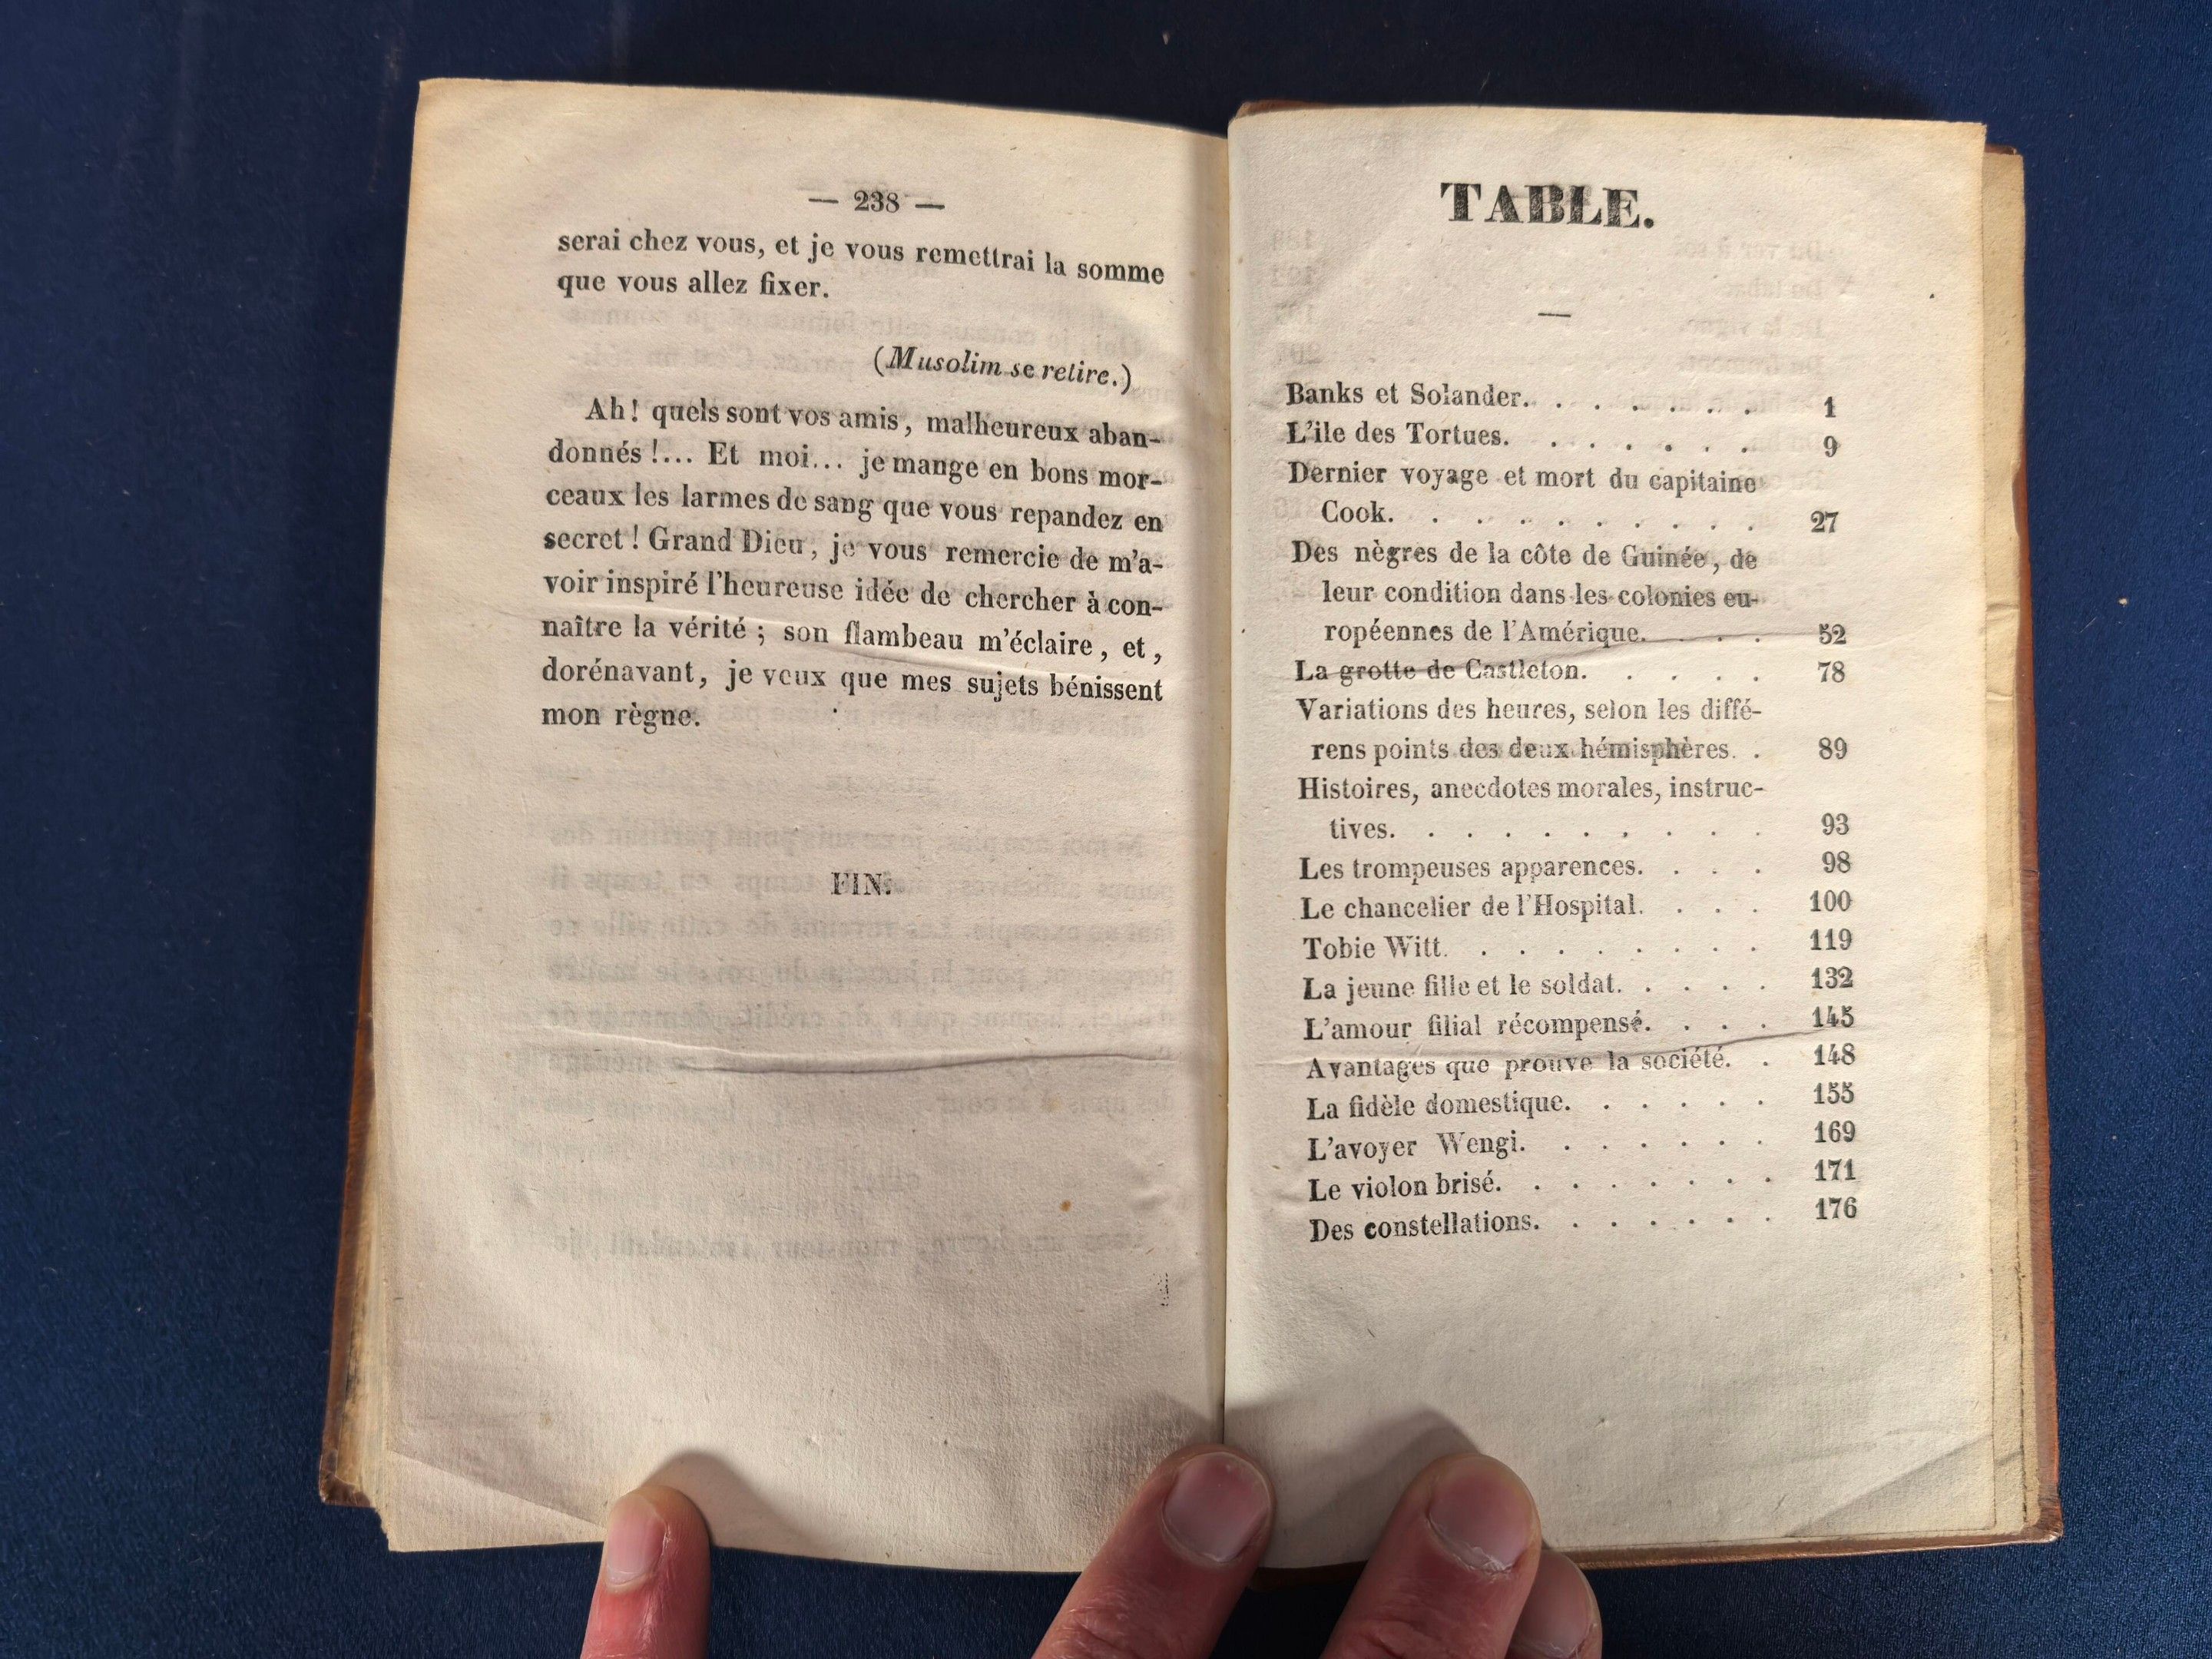 — 238 —
serai chez vous, et je vous remettrai la somme
que vous allez fixer.
(Musolim se retire.)
Ah! quels sont vos amis, malheureux aban-
donnés!... Et moi... je mange en bons mor-
ceaux les larmes de sang que vous repandez en
secret! Grand Dieu, je vous remercie de m'a-
voir inspiré l'heureuse idée de chercher à con-
naître la vérité; son flambeau m'éclaire, et,
dorénavant, je veux que mes sujets bénissent
mon règne.
FIN.
TABLE.
—
Banks et Solander. . . . . . . 1
L'ile des Tortues. . . . . . . 9
Dernier voyage et mort du capitaine
Cook. . . . . . . . . . 27
Des nègres de la côte de Guinée, de
leur condition dans les colonies eu-
ropéennes de l'Amérique. . . . 52
La grotte de Castleton. . . . . 78
Variations des heures, selon les diffé-
rens points des deux hémisphères. . 89
Histoires, anecdotes morales, instruc-
tives. . . . . . . . . . 93
Les trompeuses apparences. . . . 98
Le chancelier de l'Hospital. . . . 100
Tobie Witt. . . . . . . . . 119
La jeune fille et le soldat. . . . . 132
L'amour filial récompensé. . . . 145
Avantages que prouve la société. . 148
La fidèle domestique. . . . . . 155
L'avoyer Wengi. . . . . . . 169
Le violon brisé. . . . . . . . 171
Des constellations. . . . . . . 176